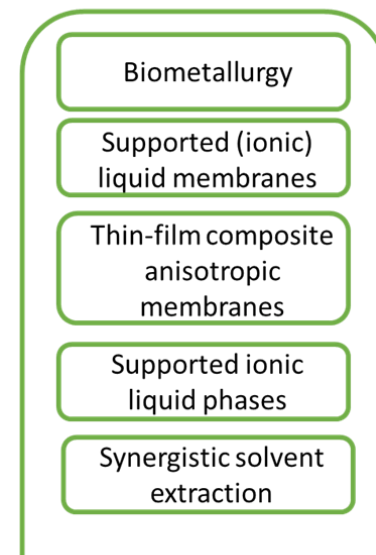 Biometallurgy
Supported (ionic)
liquid membranes
Thin-film composite
anisotropic
membranes
Supported ionic
liquid phases
Synergistic solvent
extraction